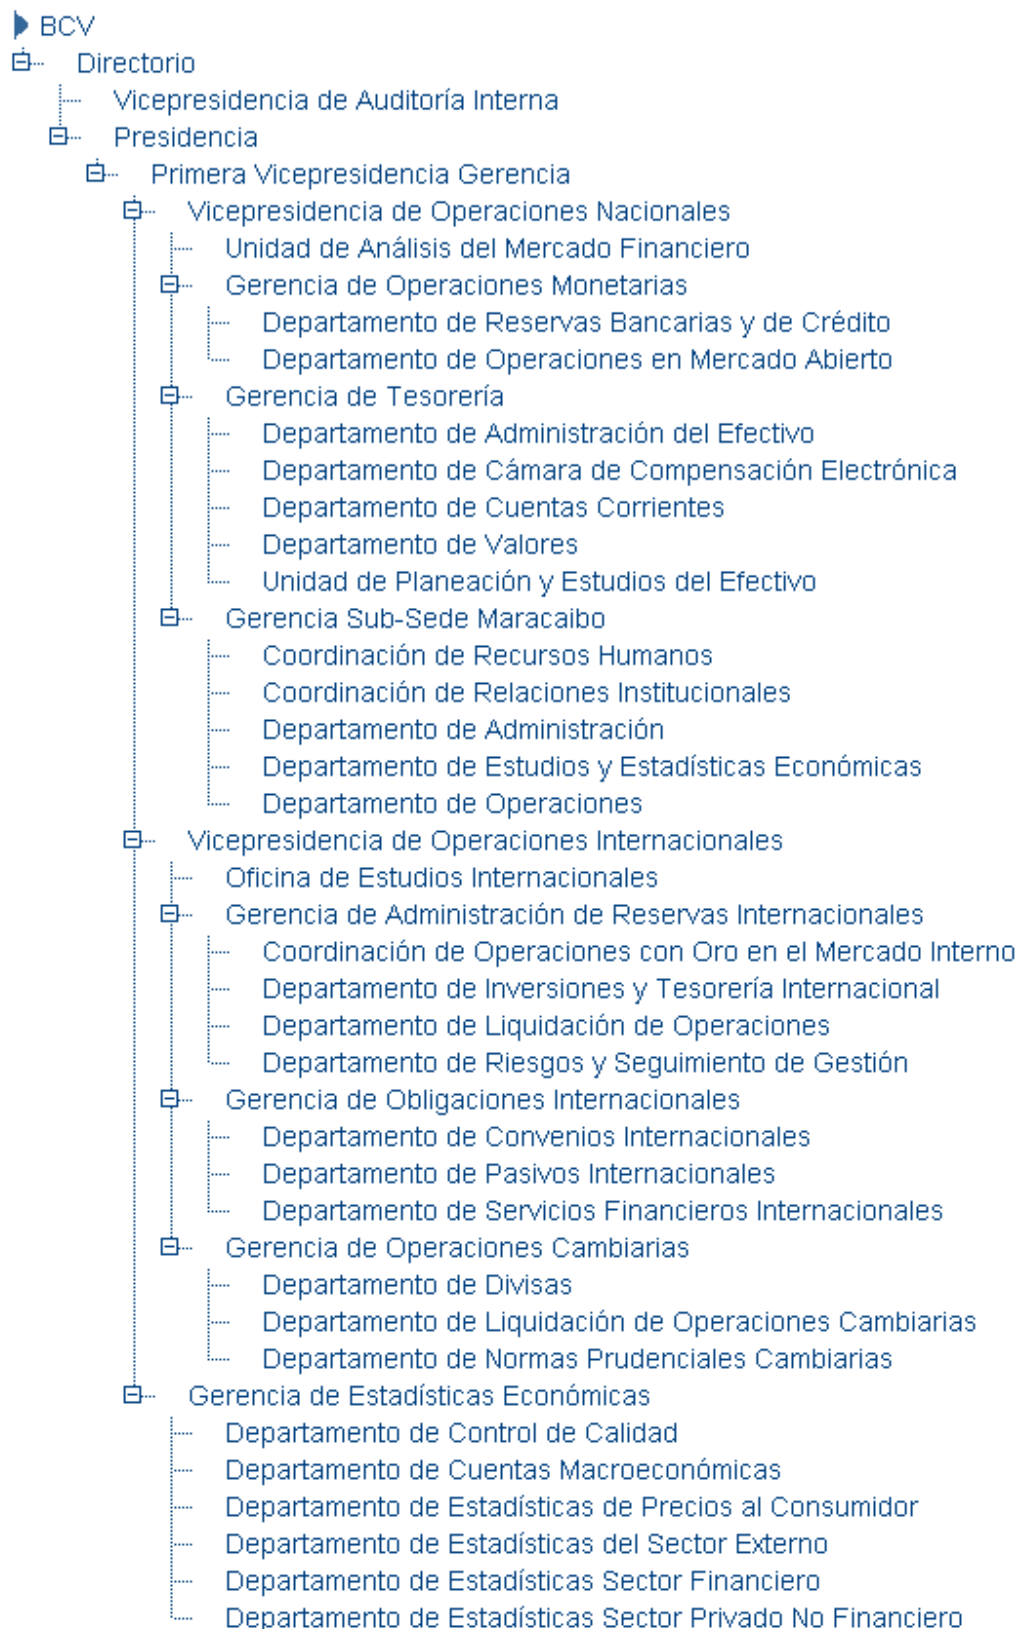 BCV
Directorio
Vicepresidencia de Auditoría Interna
Presidencia
Primera Vicepresidencia Gerencia
Vicepresidencia de Operaciones Nacionales
Unidad de Análisis del Mercado Financiero
Gerencia de Operaciones Monetarias
Departamento de Reservas Bancarias y de Crédito
Departamento de Operaciones en Mercado Abierto
Gerencia de Tesorería
Departamento de Administración del Efectivo
Departamento de Cámara de Compensación Electrónica
Departamento de Cuentas Corrientes
Departamento de Valores
Unidad de Planeación y Estudios del Efectivo
Gerencia Sub-Sede Maracaibo
Coordinación de Recursos Humanos
Coordinación de Relaciones Institucionales
Departamento de Administración
Departamento de Estudios y Estadísticas Económicas
Departamento de Operaciones
Vicepresidencia de Operaciones Internacionales
Oficina de Estudios Internacionales
Gerencia de Administración de Reservas Internacionales
Coordinación de Operaciones con Oro en el Mercado Interno
Departamento de Inversiones y Tesorería Internacional
Departamento de Liquidación de Operaciones
Departamento de Riesgos y Seguimiento de Gestión
Gerencia de Obligaciones Internacionales
Departamento de Convenios Internacionales
Departamento de Pasivos Internacionales
Departamento de Servicios Financieros Internacionales
Gerencia de Operaciones Cambiarias
Departamento de Divisas
Departamento de Liquidación de Operaciones Cambiarias
Departamento de Normas Prudenciales Cambiarias
Gerencia de Estadísticas Económicas
Departamento de Control de Calidad
Departamento de Cuentas Macroeconómicas
Departamento de Estadísticas de Precios al Consumidor
Departamento de Estadísticas del Sector Externo
Departamento de Estadísticas Sector Financiero
Departamento de Estadísticas Sector Privado No Financiero